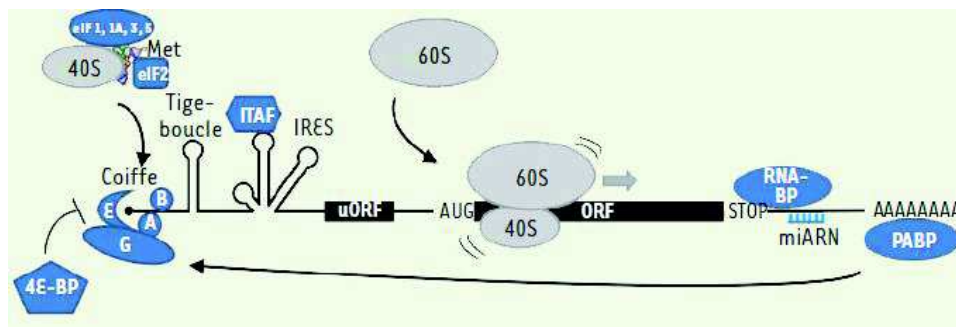 eIF 1, 1A, 3, 5
Met
40S
eIF2
60S
Tige-
boucle
ITAF
IRES
Coiffe
60S
RNA-
BP
E
B
A
uORF
AUG
ORF
STOP
AAAAAAAA
40S
miARN
G
PABP
4E-BP